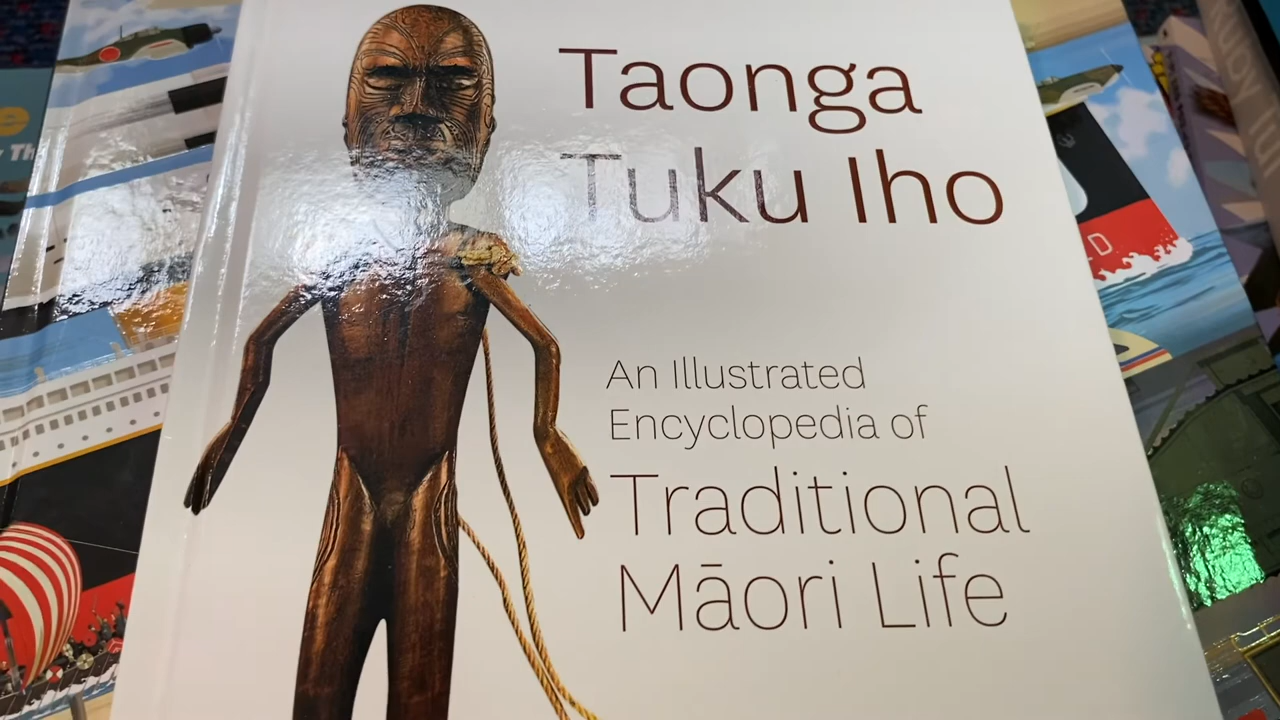 Taonga
Tuku Iho
An Illustrated
Encyclopedia of
Traditional
Māori Life